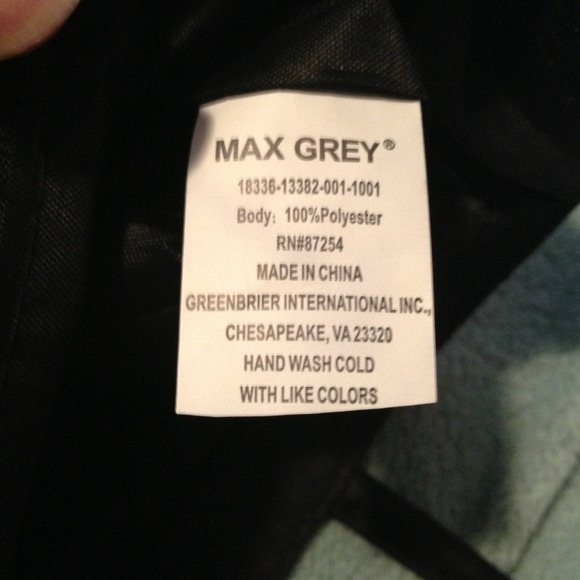 MAX GREY®
18336-13382-001-1001
Body: 100%Polyester
RN#87254
MADE IN CHINA
GREENBRIER INTERNATIONAL INC.,
CHESAPEAKE, VA 23320
HAND WASH COLD
WITH LIKE COLORS